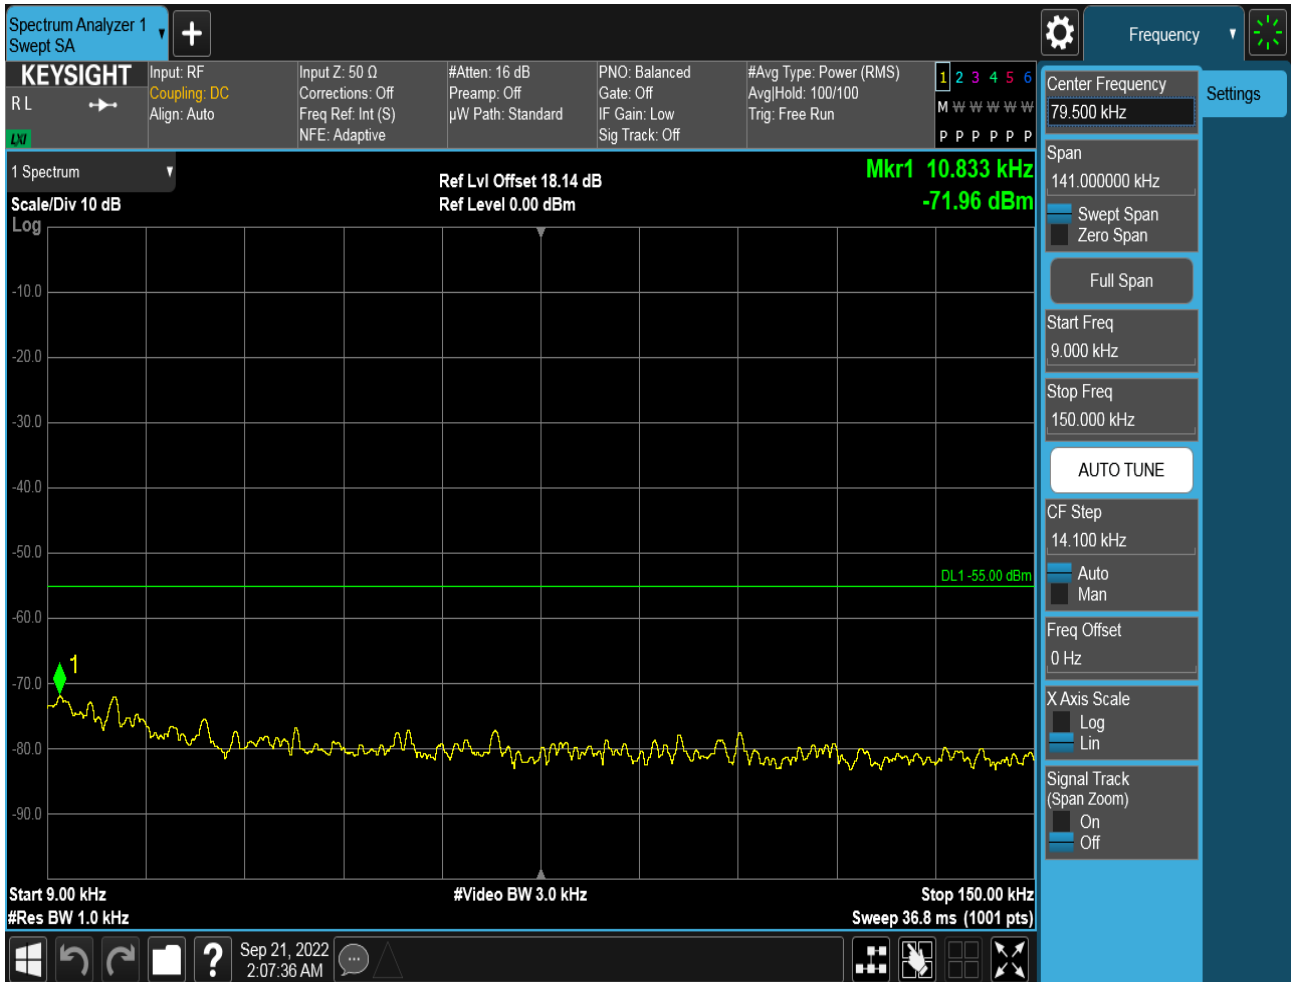 Spectrum Analyzer 1
Swept SA
Frequency
KEYSIGHT
R L
LXI
Input: RF
Coupling: DC
Align: Auto
Input Z: 50 Ω
Corrections: Off
Freq Ref: Int (S)
NFE: Adaptive
#Atten: 16 dB
Preamp: Off
µW Path: Standard
PNO: Balanced
Gate: Off
IF Gain: Low
Sig Track: Off
#Avg Type: Power (RMS)
Avg|Hold: 100/100
Trig: Free Run
1 2 3 4 5 6
M W W W W W
P P P P P P
1 Spectrum
Scale/Div 10 dB
Log
Ref Lvl Offset 18.14 dB
Ref Level 0.00 dBm
Mkr1 10.833 kHz
-71.96 dBm
-10.0
-20.0
-30.0
-40.0
-50.0
DL1 -55.00 dBm
-60.0
1
-70.0
-80.0
-90.0
Start 9.00 kHz
#Res BW 1.0 kHz
#Video BW 3.0 kHz
Stop 150.00 kHz
Sweep 36.8 ms (1001 pts)
Center Frequency
79.500 kHz
Settings
Span
141.000000 kHz
Swept Span
Zero Span
Full Span
Start Freq
9.000 kHz
Stop Freq
150.000 kHz
AUTO TUNE
CF Step
14.100 kHz
Auto
Man
Freq Offset
0 Hz
X Axis Scale
Log
Lin
Signal Track
(Span Zoom)
On
Off
?
Sep 21, 2022
2:07:36 AM